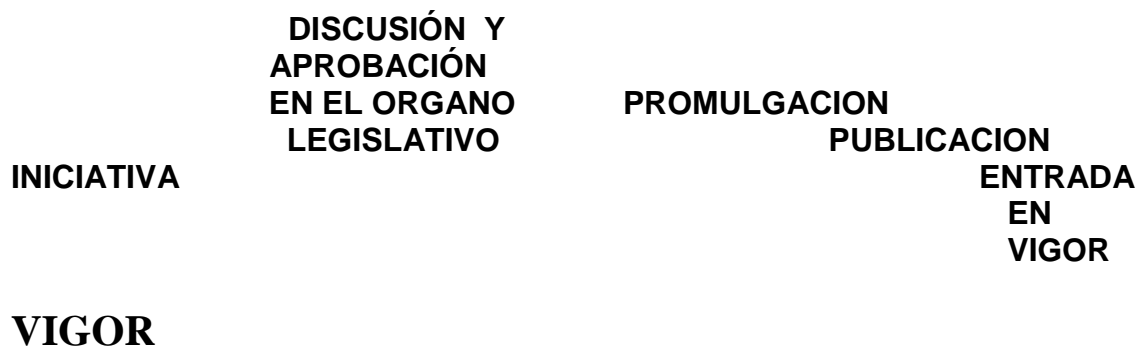 DISCUSIÓN Y
APROBACIÓN
EN EL ORGANO PROMULGACION
LEGISLATIVO PUBLICACION
INICIATIVA ENTRADA
EN
VIGOR
VIGOR